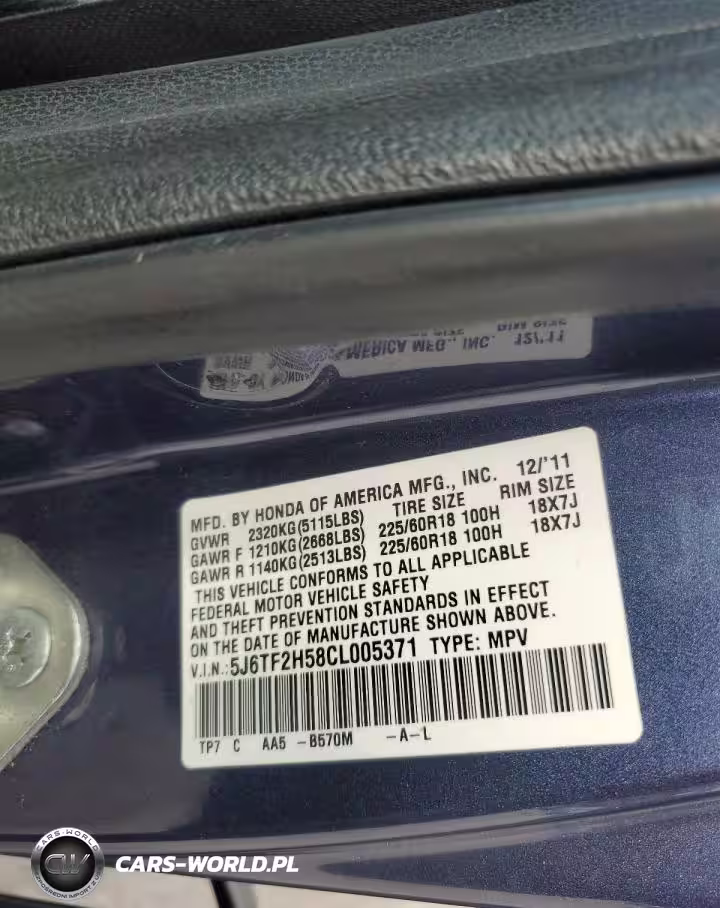 MFD. BY HONDA OF AMERICA MFG., INC. 12/'11
GVWR 2320KG(5115LBS) TIRE SIZE RIM SIZE
GAWR F 1210KG(2668LBS) 225/60R18 100H 18X7J
GAWR R 1140KG(2513LBS) 225/60R18 100H 18X7J
THIS VEHICLE CONFORMS TO ALL APPLICABLE
FEDERAL MOTOR VEHICLE SAFETY
AND THEFT PREVENTION STANDARDS IN EFFECT
ON THE DATE OF MANUFACTURE SHOWN ABOVE.
V.I.N.:5J6TF2H58CL005371 TYPE: MPV
TP7 C AA5 -B570M -A-L
CARS-WORLD
CW
CARS-WORLD.PL